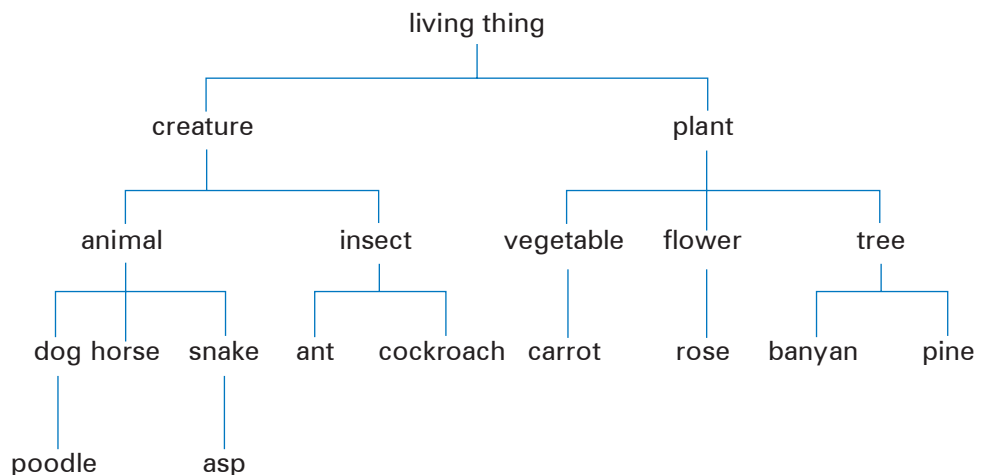 living thing
creature plant
animal insect vegetable flower tree
dog horse snake ant cockroach carrot rose banyan pine
poodle asp